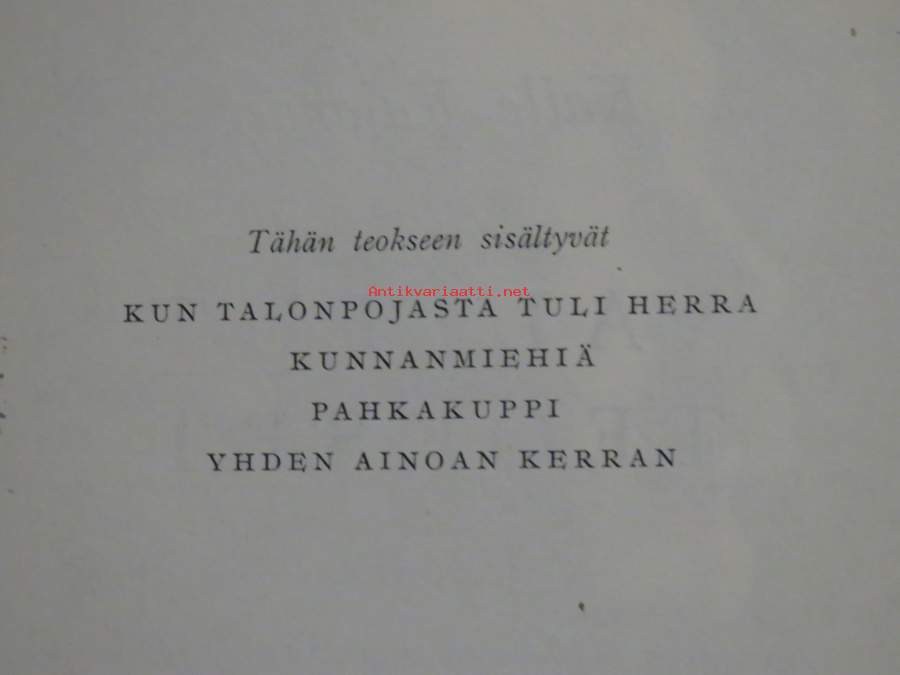 Tähän teokseen sisältyvät
Antikvariaatti.net
KUN TALONPOJASTA TULI HERRA
KUNNANMIEHIÄ
PAHKAKUPPI
YHDEN AINOAN KERRAN